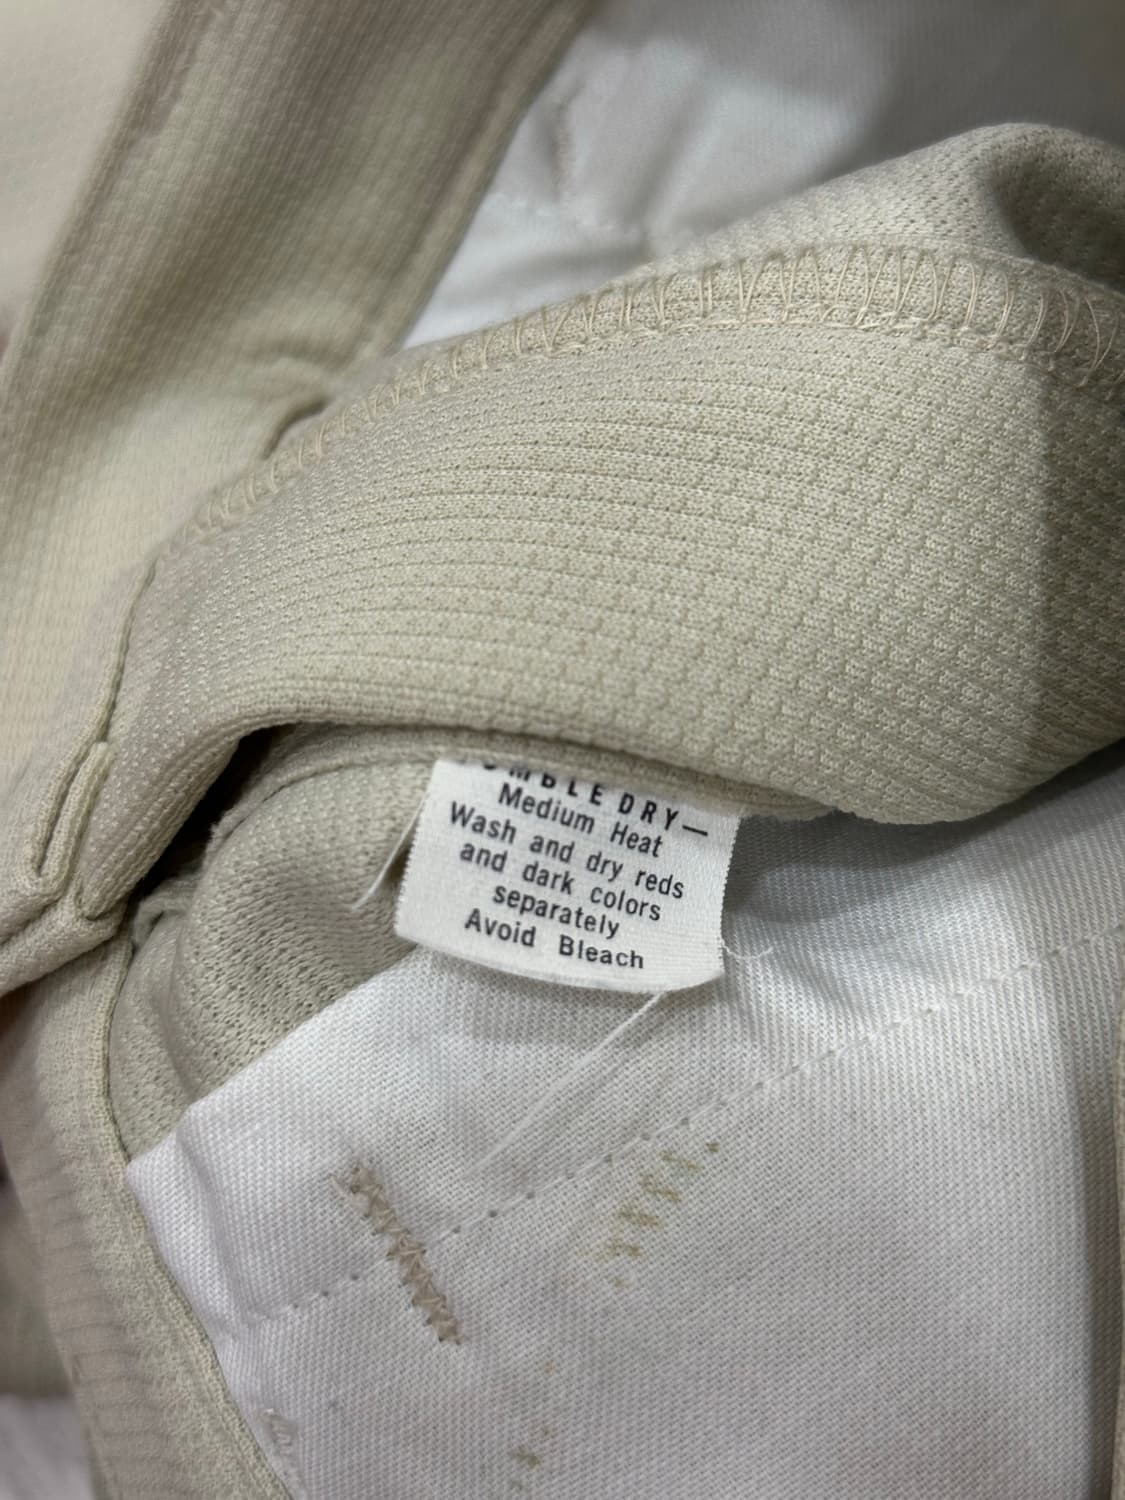 UMBLE DRY—
Medium Heat
Wash and dry reds
and dark colors
separately
Avoid Bleach